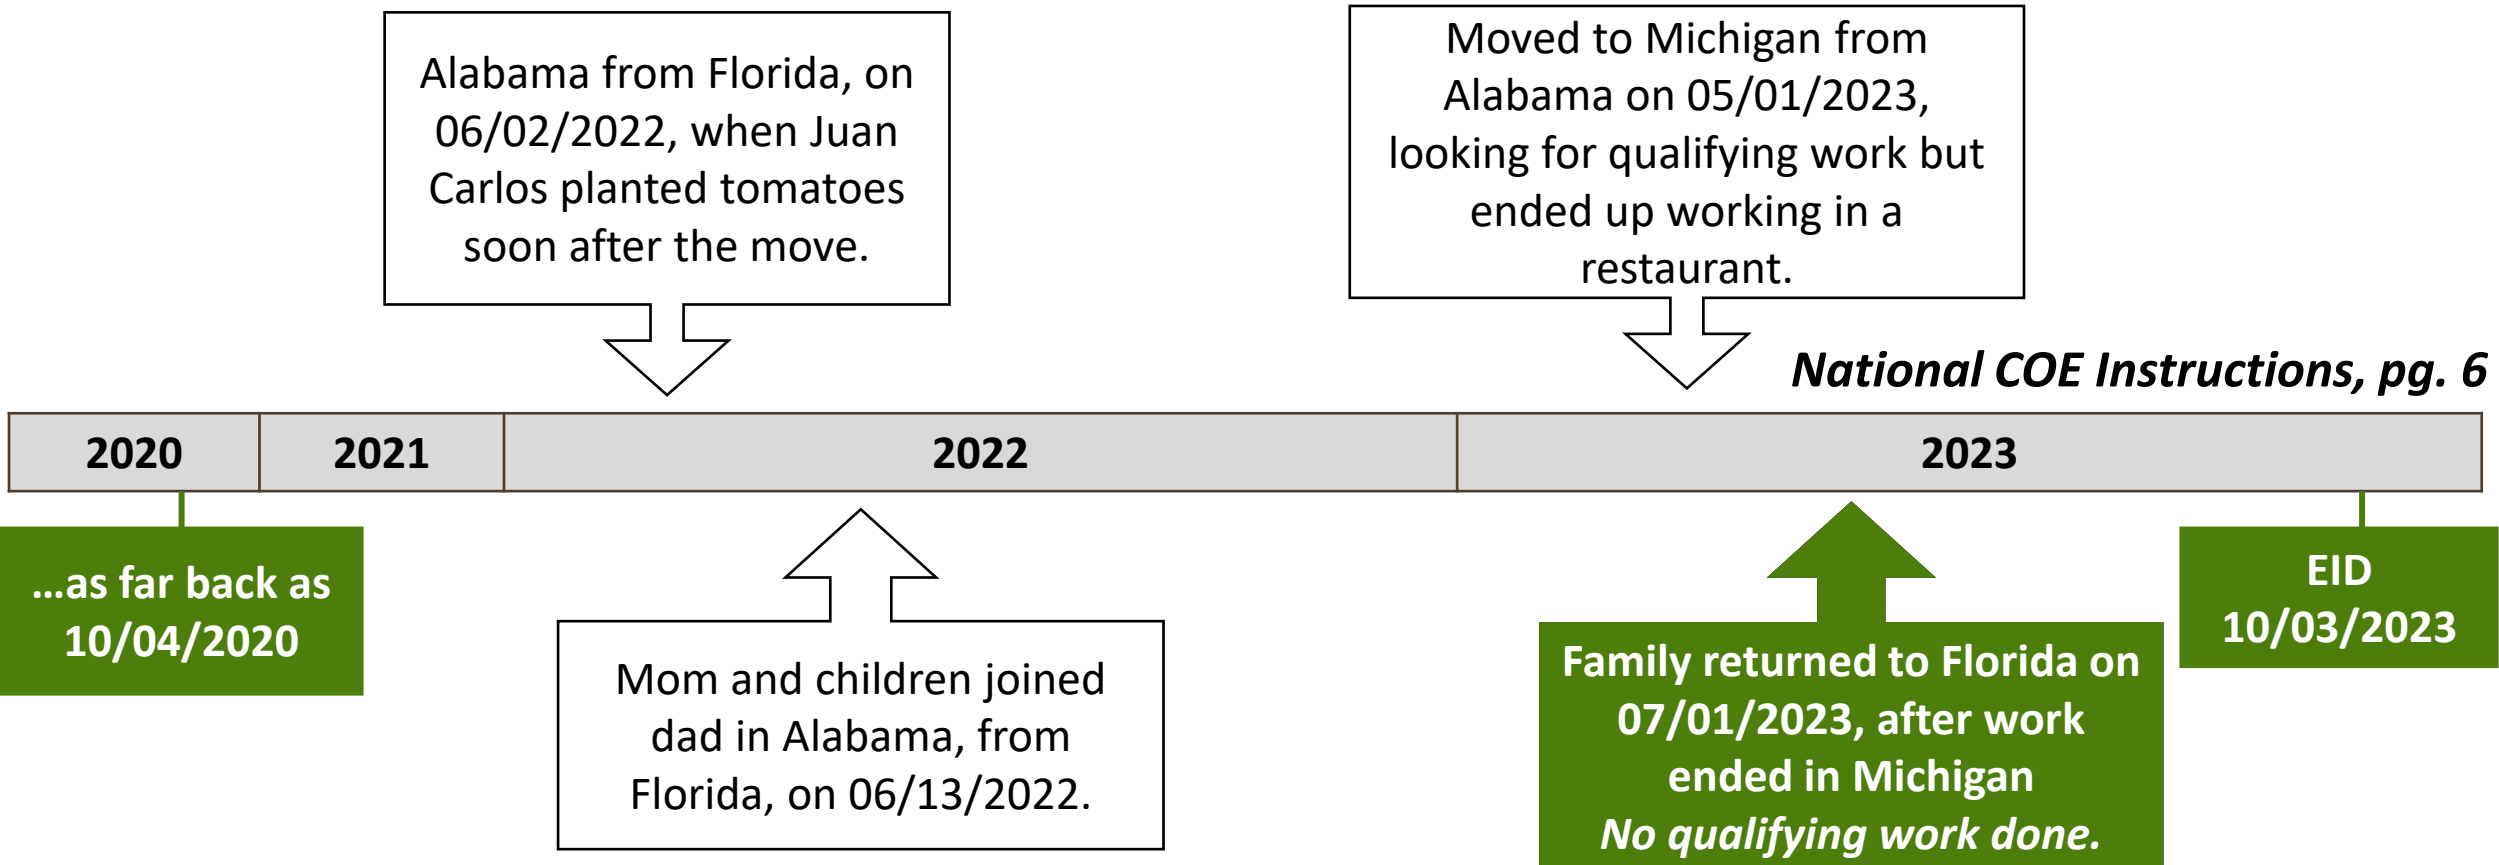 Alabama from Florida, on
06/02/2022, when Juan
Carlos planted tomatoes
soon after the move.
Moved to Michigan from
Alabama on 05/01/2023,
looking for qualifying work but
ended up working in a
restaurant.
National COE Instructions, pg. 6
2020
2021
2022
2023
...as far back as
10/04/2020
Mom and children joined
dad in Alabama, from
Florida, on 06/13/2022.
Family returned to Florida on
07/01/2023, after work
ended in Michigan
No qualifying work done.
EID
10/03/2023